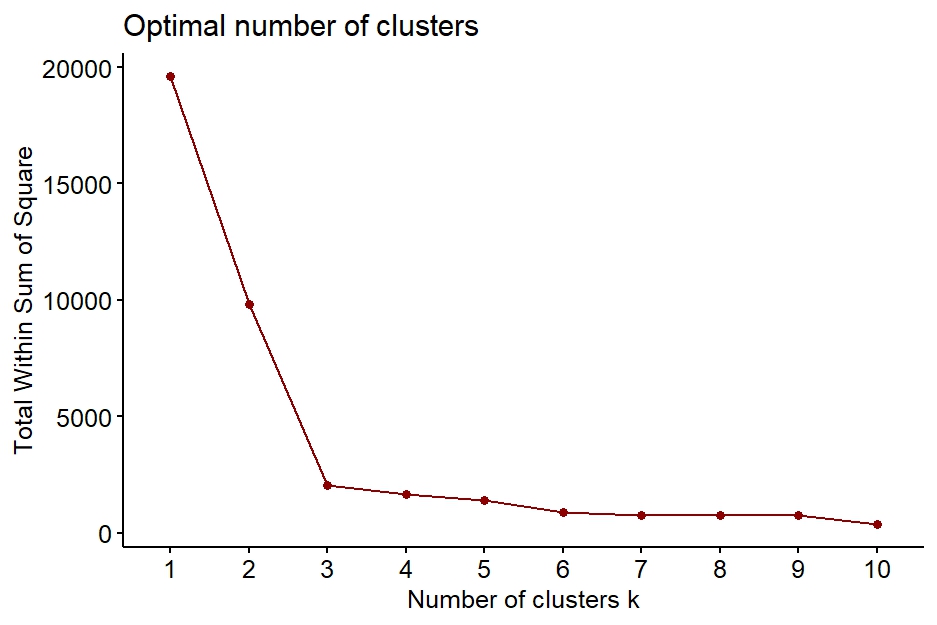 Optimal number of clusters
Total Within Sum of Square
20000
15000
10000
5000
0
1 2 3 4 5 6 7 8 9 10
Number of clusters k